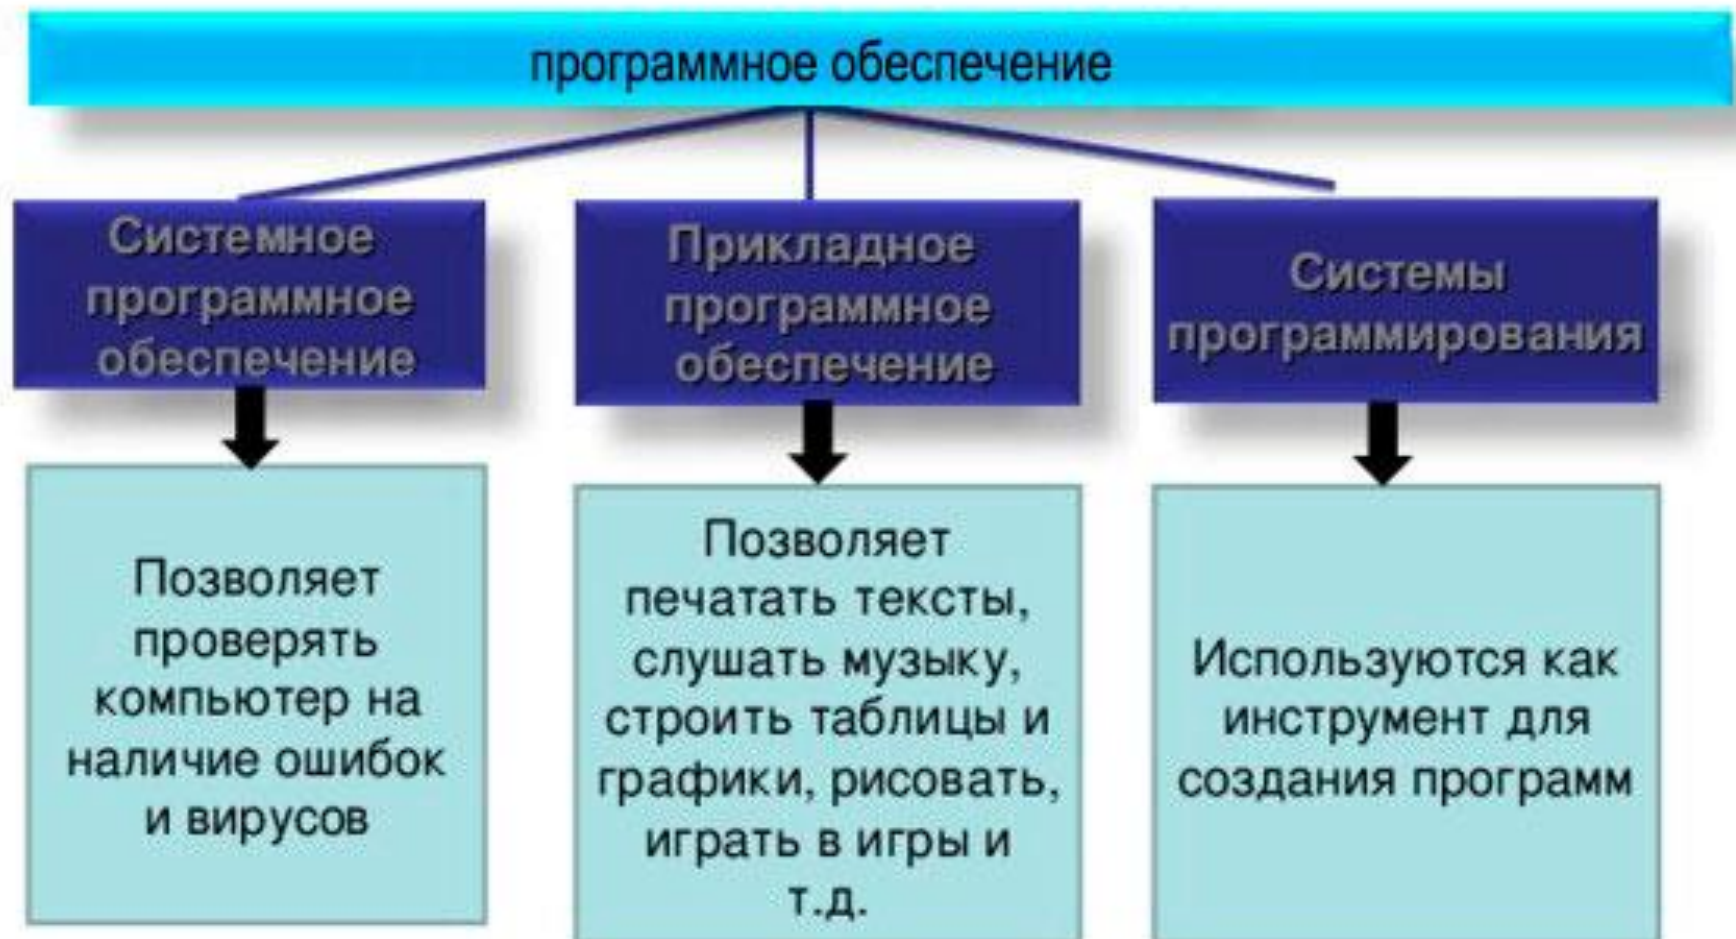 программное обеспечение
Системное
программное
обеспечение
Прикладное
программное
обеспечение
Системы
программирования
Позволяет
проверять
компьютер на
наличие ошибок
и вирусов
Позволяет
печатать тексты,
слушать музыку,
строить таблицы и
графики, рисовать,
играть в игры и
т.д.
Используются как
инструмент для
создания программ